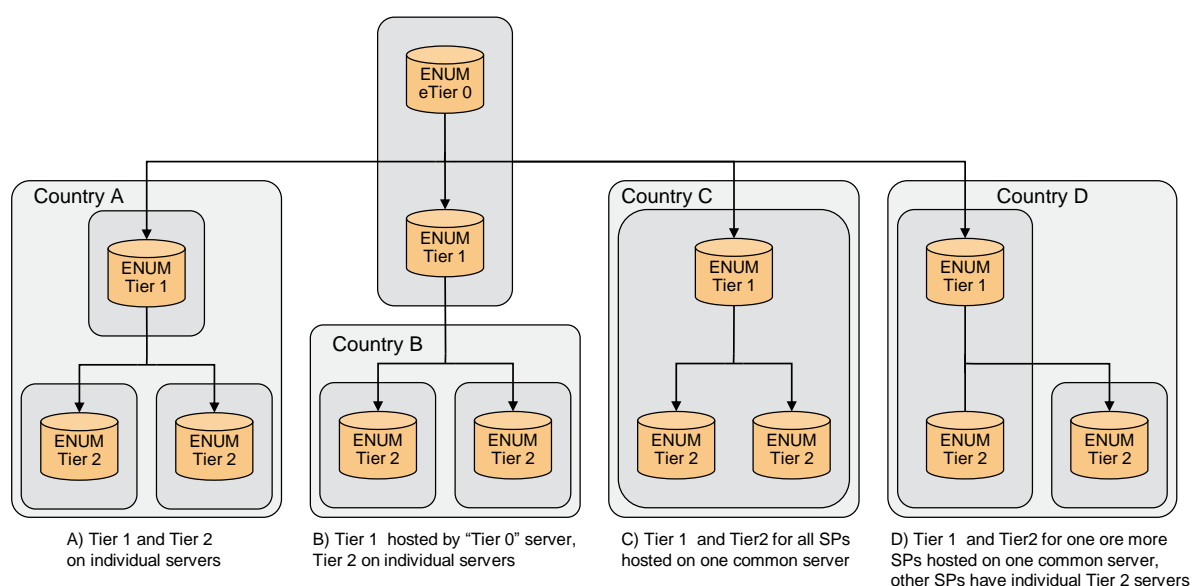 ENUM
eTier 0
Country A
ENUM
Tier 1
ENUM
Tier 2
ENUM
Tier 2
ENUM
Tier 1
Country B
ENUM
Tier 2
ENUM
Tier 2
Country C
ENUM
Tier 1
ENUM
Tier 2
ENUM
Tier 2
Country D
ENUM
Tier 1
ENUM
Tier 2
ENUM
Tier 2
A) Tier 1 and Tier 2
on individual servers
B) Tier 1 hosted by “Tier 0” server,
Tier 2 on individual servers
C) Tier 1 and Tier2 for all SPs
hosted on one common server
D) Tier 1 and Tier2 for one ore more
SPs hosted on one common server,
other SPs have individual Tier 2 servers